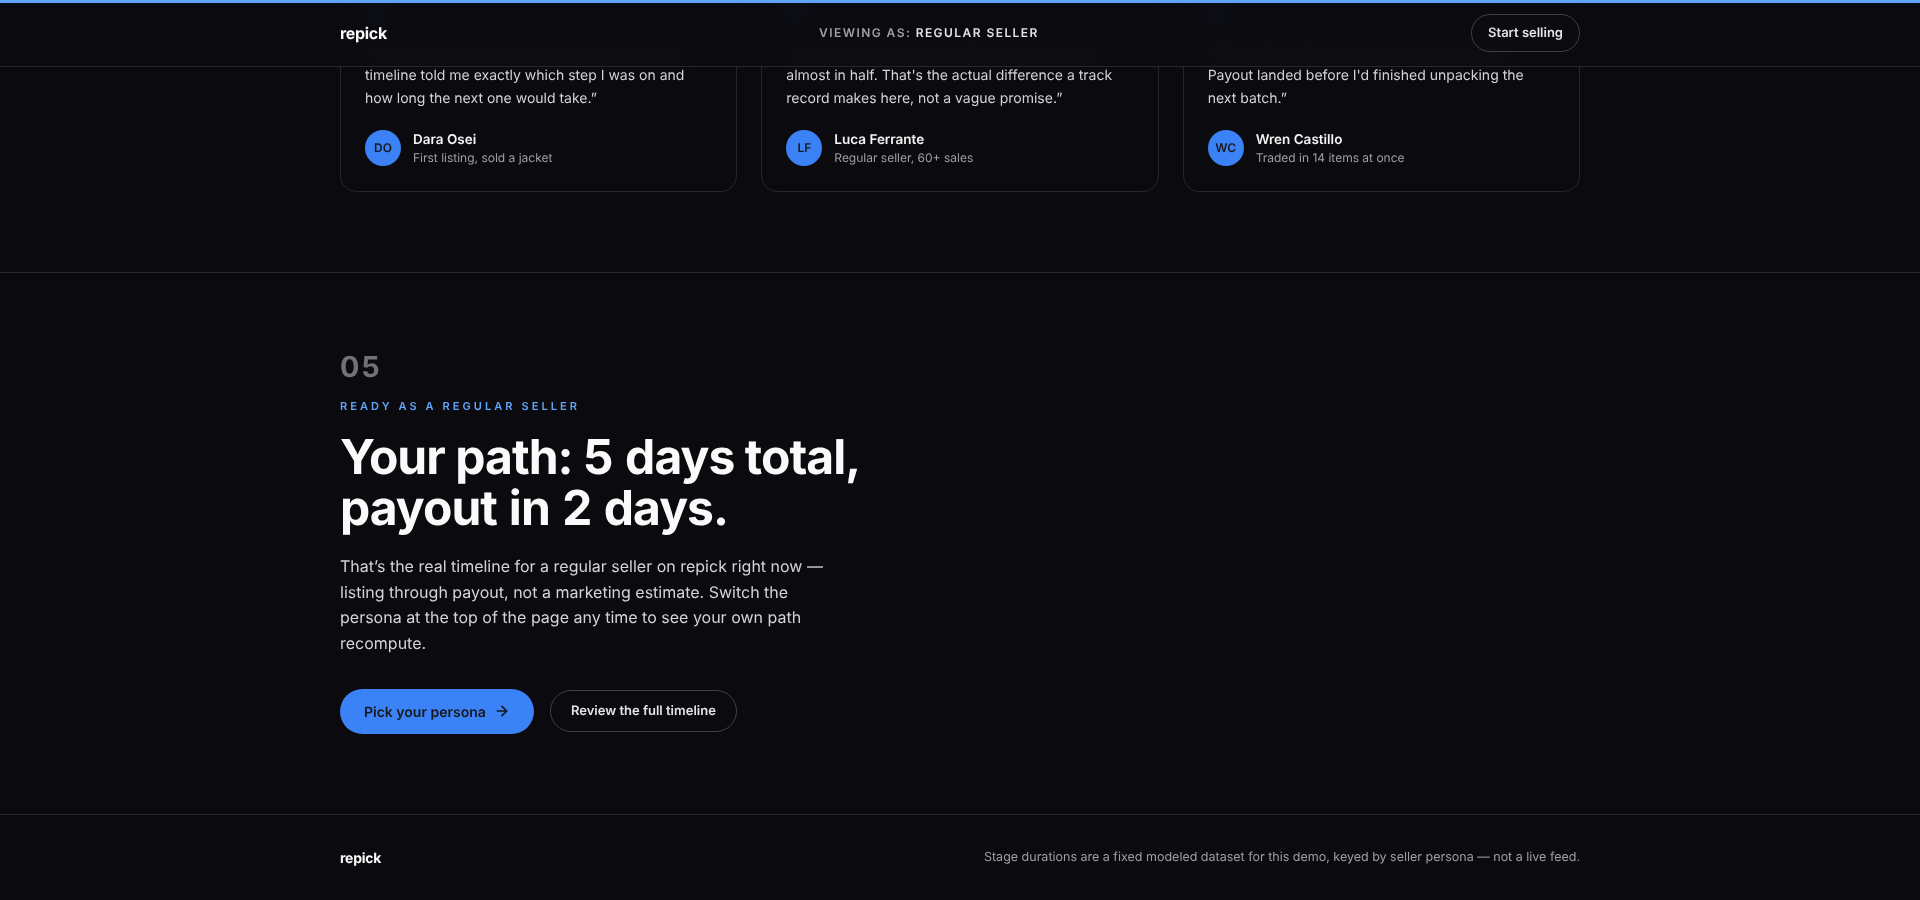 repick
VIEWING AS: REGULAR SELLER
Start selling
timeline told me exactly which step I was on and
how long the next one would take.”
DO
Dara Osei
First listing, sold a jacket
almost in half. That's the actual difference a track
record makes here, not a vague promise.”
LF
Luca Ferrante
Regular seller, 60+ sales
Payout landed before I'd finished unpacking the
next batch.”
WC
Wren Castillo
Traded in 14 items at once
05
READY AS A REGULAR SELLER
Your path: 5 days total,
payout in 2 days.
That’s the real timeline for a regular seller on repick right now —
listing through payout, not a marketing estimate. Switch the
persona at the top of the page any time to see your own path
recompute.
Pick your persona →
Review the full timeline
repick
Stage durations are a fixed modeled dataset for this demo, keyed by seller persona — not a live feed.